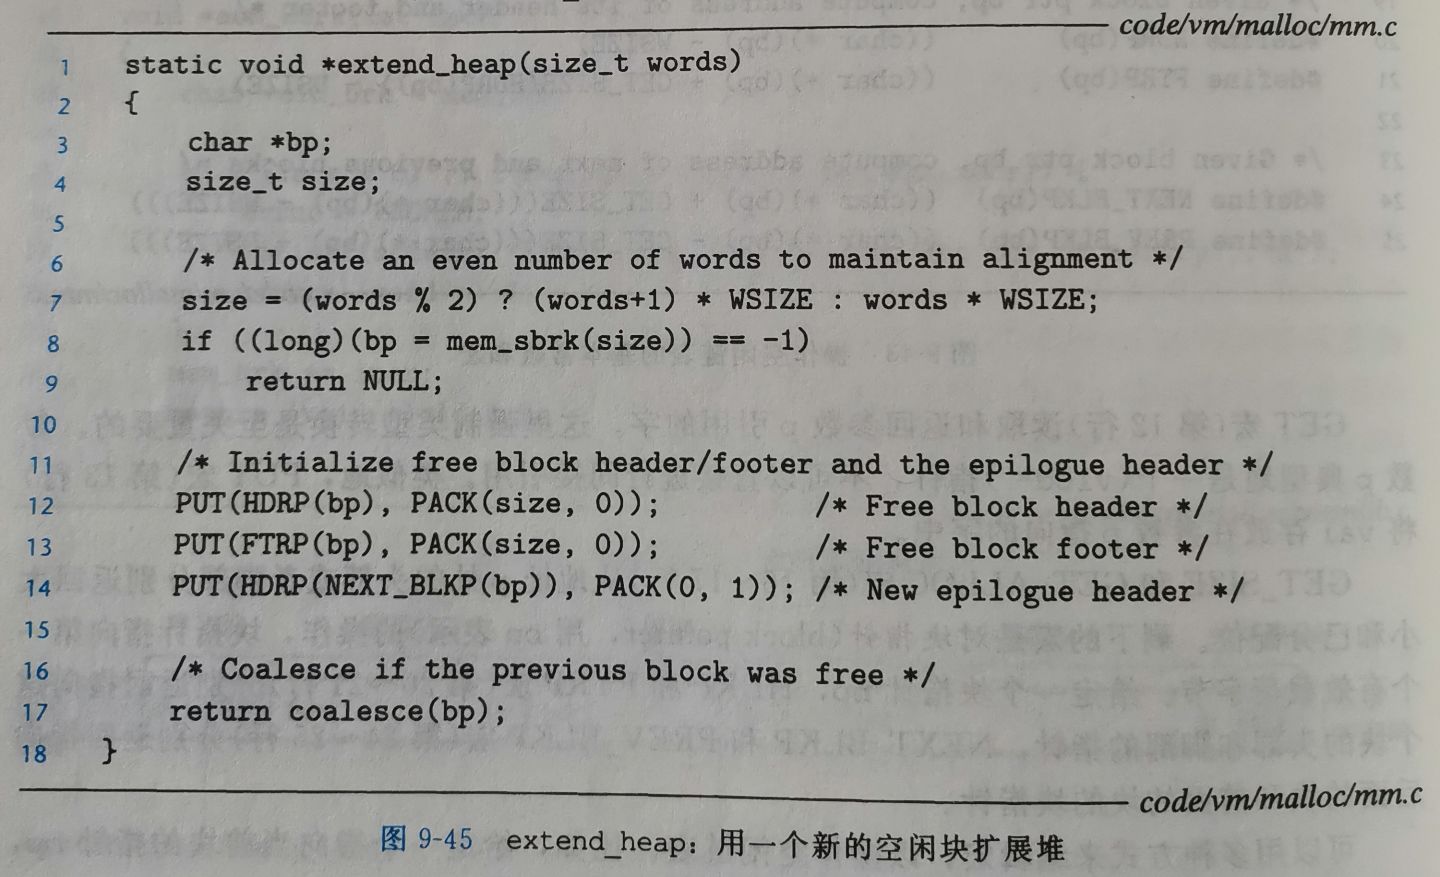 code/vm/malloc/mm.c
1 static void *extend_heap(size_t words)
2 {
3 char *bp;
4 size_t size;
5
6 /* Allocate an even number of words to maintain alignment */
7 size = (words % 2) ? (words+1) * WSIZE : words * WSIZE;
8 if ((long)(bp = mem_sbrk(size)) == -1)
9 return NULL;
10
11 /* Initialize free block header/footer and the epilogue header */
12 PUT(HDRP(bp), PACK(size, 0)); /* Free block header */
13 PUT(FTRP(bp), PACK(size, 0)); /* Free block footer */
14 PUT(HDRP(NEXT_BLKP(bp)), PACK(0, 1)); /* New epilogue header */
15
16 /* Coalesce if the previous block was free */
17 return coalesce(bp);
18 }
code/vm/malloc/mm.c
图 9-45 extend_heap：用一个新的空闲块扩展堆